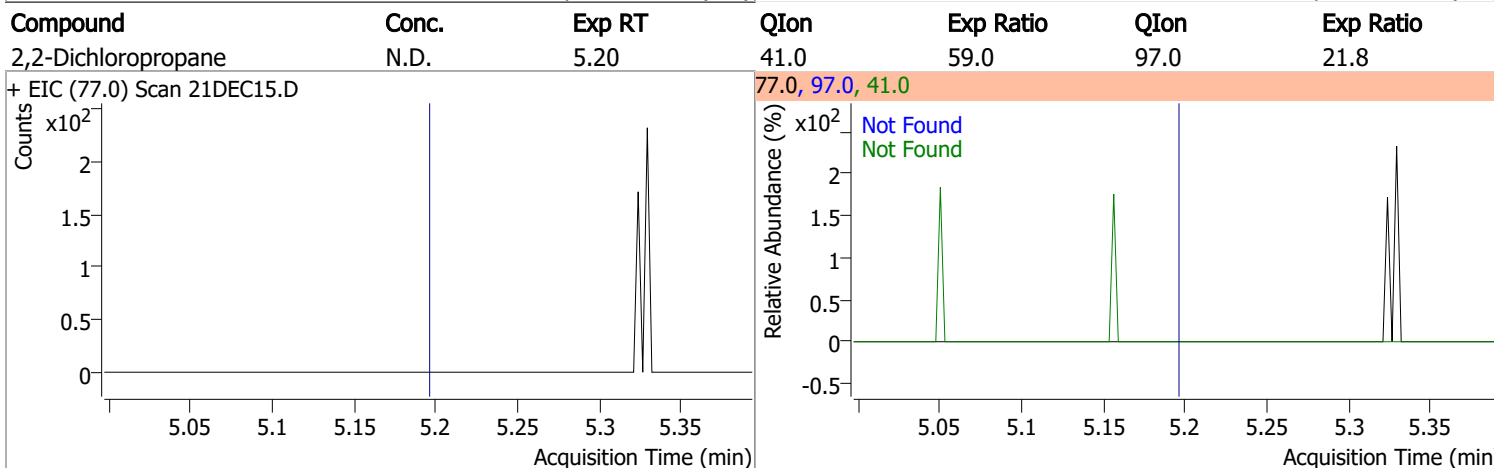 Compound Conc. Exp RT QIon Exp Ratio QIon Exp Ratio
2,2-Dichloropropane N.D. 5.20 41.0 59.0 97.0 21.8
+ EIC (77.0) Scan 21DEC15.D
Counts
x10²
2
1.5
1
0.5
0
5.05 5.1 5.15 5.2 5.25 5.3 5.35
Acquisition Time (min)
77.0, 97.0, 41.0
Relative Abundance (%)
x10²
Not Found
Not Found
2
1.5
1
0.5
0
-0.5
5.05 5.1 5.15 5.2 5.25 5.3 5.35
Acquisition Time (min)